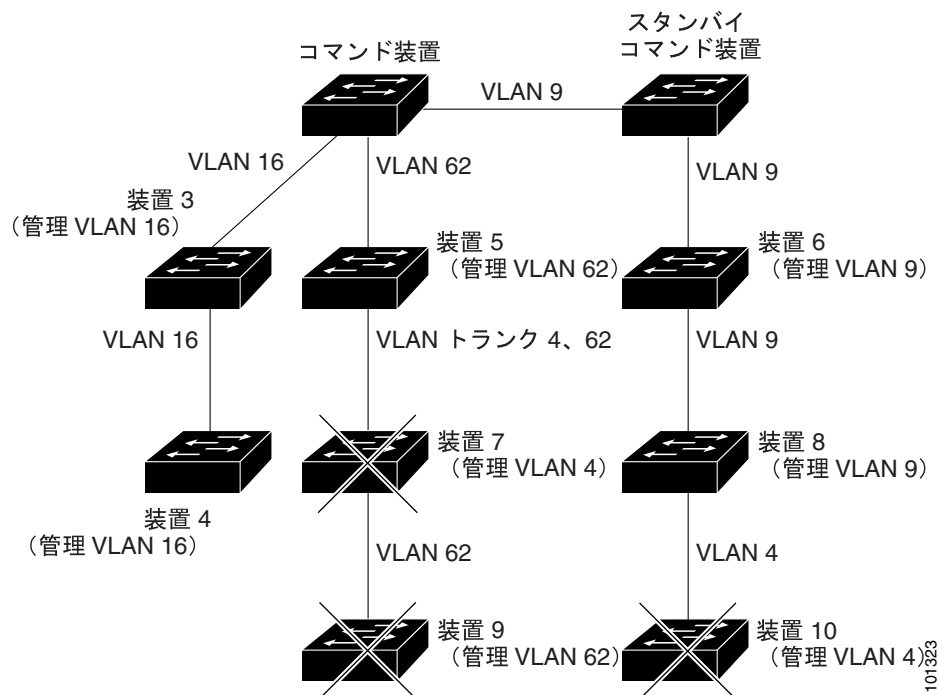 スタンバイ
コマンド装置
コマンド装置
VLAN 9
VLAN 16
VLAN 62
VLAN 9
装置 3
（管理 VLAN 16）
装置 5
（管理 VLAN 62）
装置 6
（管理 VLAN 9）
VLAN 16
VLAN トランク 4、62
VLAN 9
装置 7
（管理 VLAN 4）
装置 8
（管理 VLAN 9）
装置 4
（管理 VLAN 16）
VLAN 62
VLAN 4
装置 9
（管理 VLAN 62）
装置 10
（管理 VLAN 4）
101323